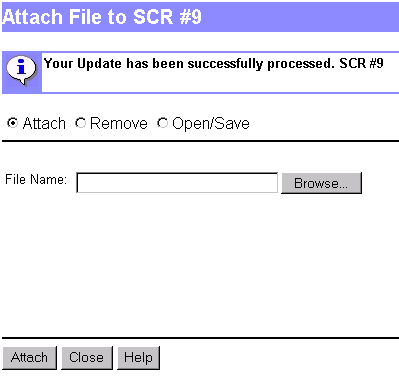 Attach File to SCR #9
Your Update has been successfully processed. SCR #9
Attach Remove Open/Save
File Name: Browse...
Attach Close Help